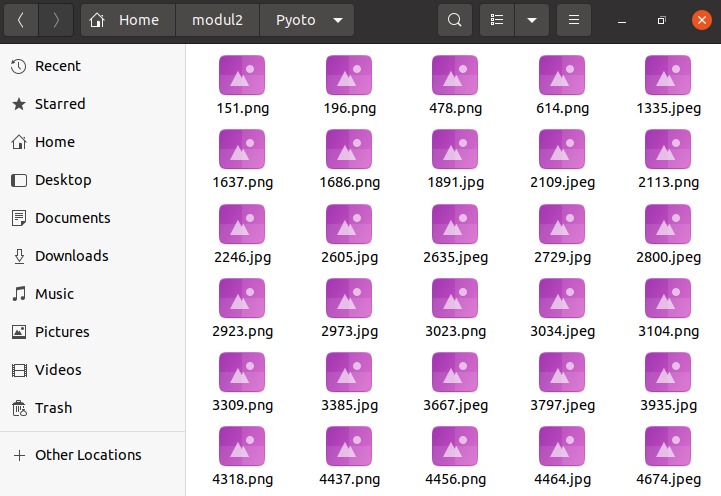 Home modul2 Pyoto
Recent
Starred
Home
Desktop
Documents
Downloads
Music
Pictures
Videos
Trash
Other Locations
151.png 196.png 478.png 614.png 1335.jpeg
1637.png 1686.png 1891.jpg 2109.jpeg 2113.png
2246.jpg 2605.jpg 2635.jpeg 2729.jpg 2800.jpeg
2923.png 2973.jpg 3023.png 3034.jpeg 3104.png
3309.png 3385.jpg 3667.jpeg 3797.jpeg 3935.jpg
4318.png 4437.png 4456.png 4464.jpg 4674.jpeg